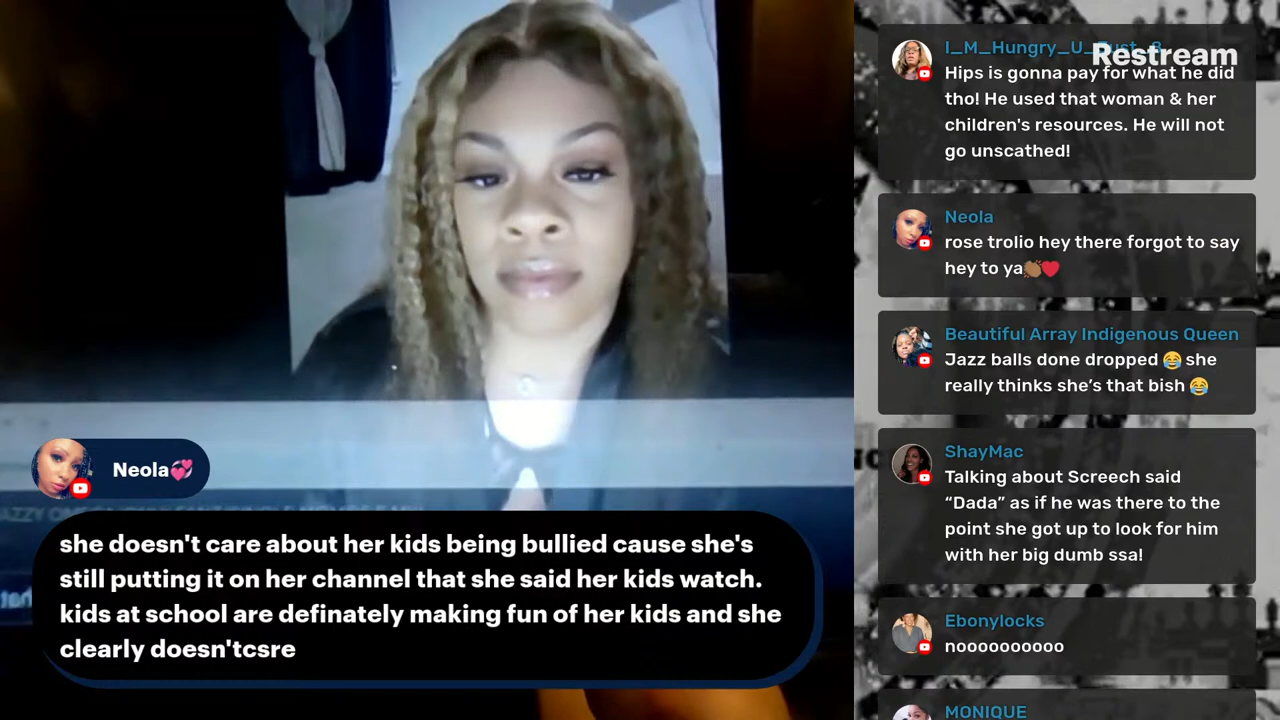 Restream
Hips is gonna pay for what he did
tho! He used that woman & her
children's resources. He will not
go unscathed!
Neola
rose trolio hey there forgot to say
hey to ya🤎❤️
Beautiful Array Indigenous Queen
Jazz balls done dropped 😂 she
really thinks she’s that bish 😂
ShayMac
Talking about Screech said
“Dada” as if he was there to the
point she got up to look for him
with her big dumb ssa!
Ebonylocks
noooooooooo
MONIQUE
Neola💞
she doesn't care about her kids being bullied cause she's
still putting it on her channel that she said her kids watch.
kids at school are definately making fun of her kids and she
clearly doesn'tcsre